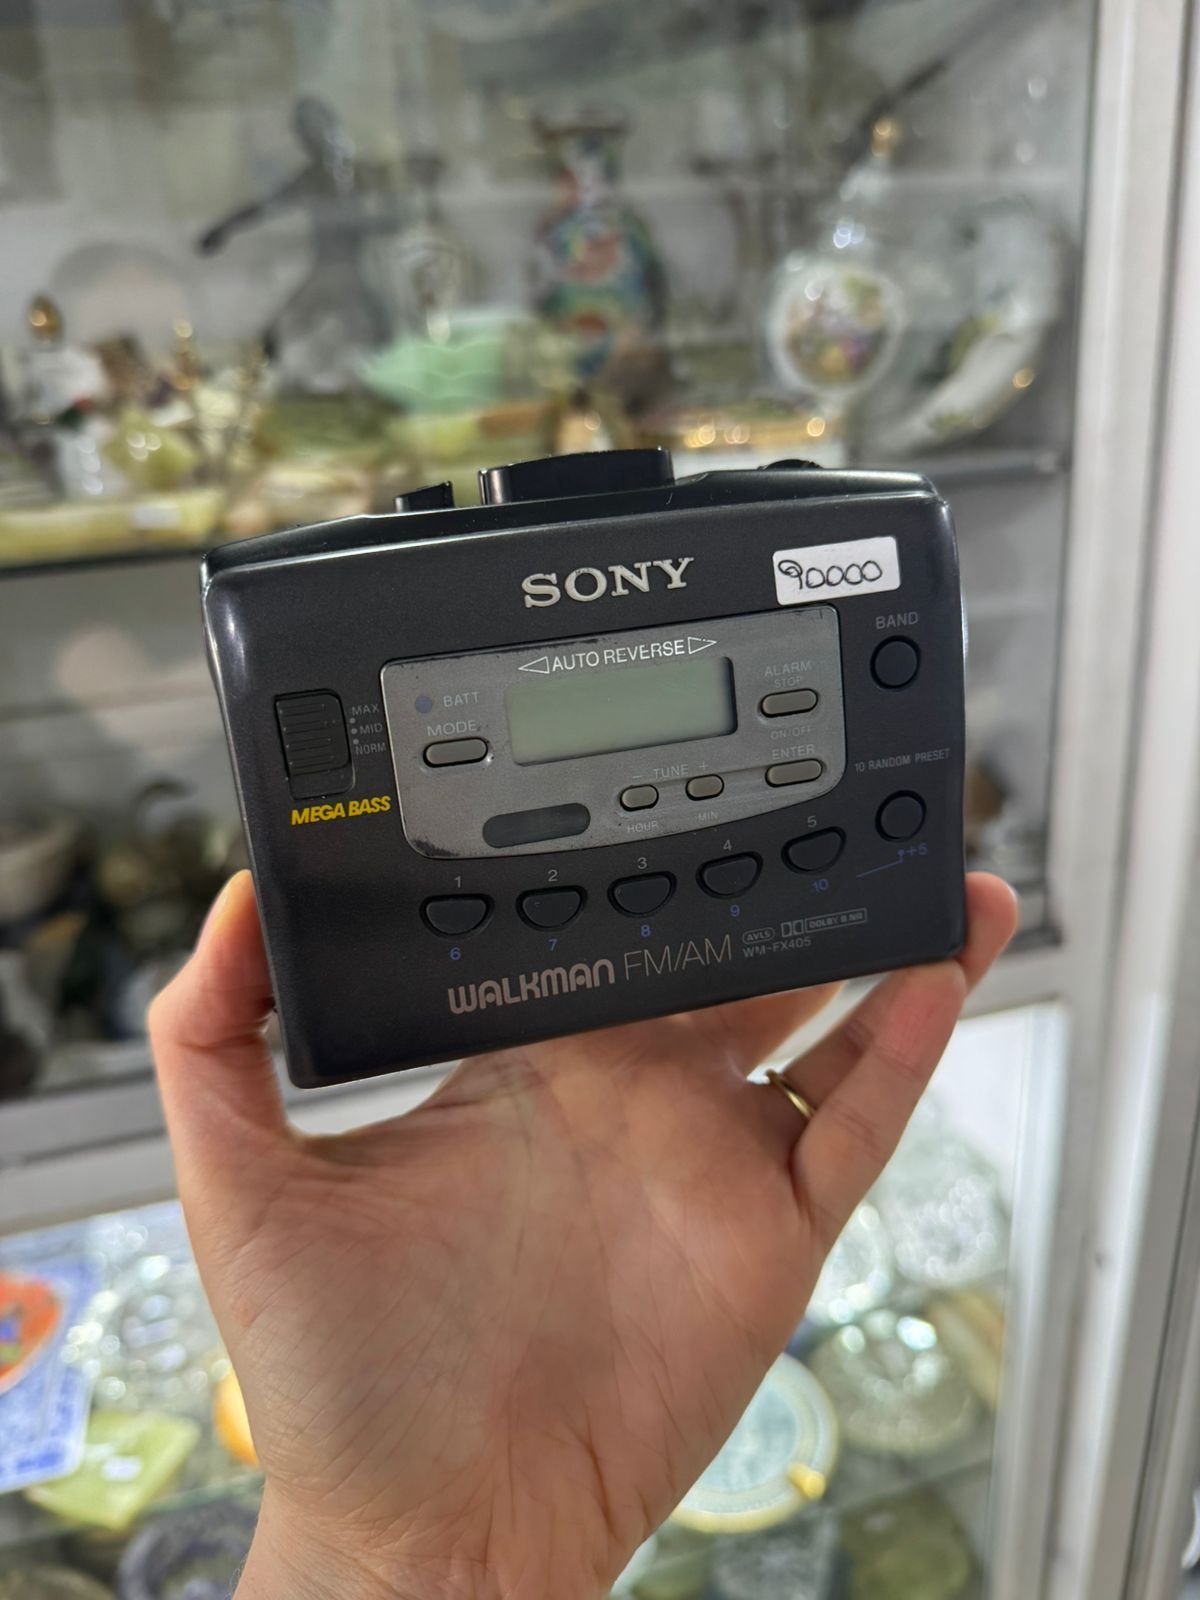 SONY
90000
BAND
◁ AUTO REVERSE ▷
ALARM
STOP
BATT
MODE
ON/OFF
MAX
MID
NORM
MEGA BASS
− TUNE +
ENTER
HOUR MIN
10 RANDOM PRESET
1 2 3 4 5
6 7 8 9 10 +5
WALKMAN FM/AM
AVLS DOLBY B NR
WM-FX405